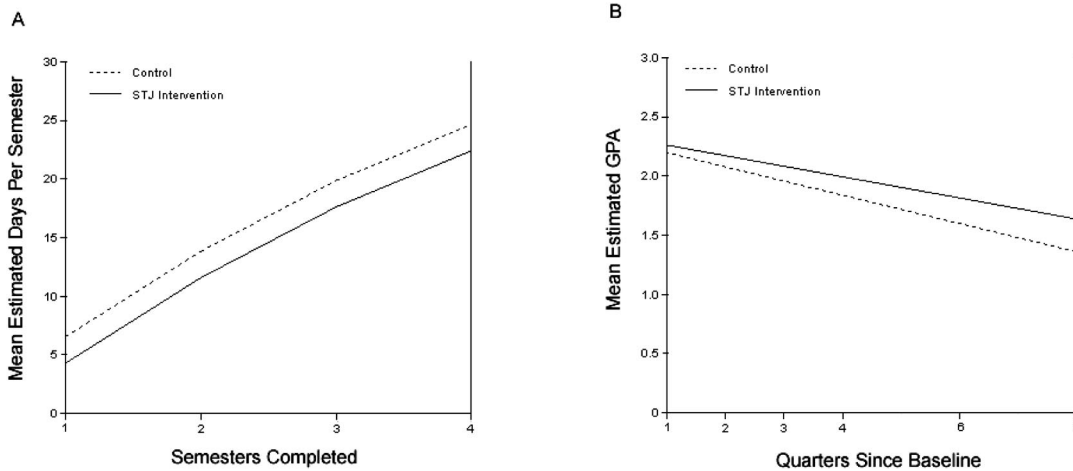 A
Mean Estimated Days Per Semester
30
25
20
15
10
5
0
Control
STJ Intervention
1 2 3 4
Semesters Completed
B
Mean Estimated GPA
3.0
2.5
2.0
1.5
1.0
0.5
0
Control
STJ Intervention
1 2 3 4 6
Quarters Since Baseline